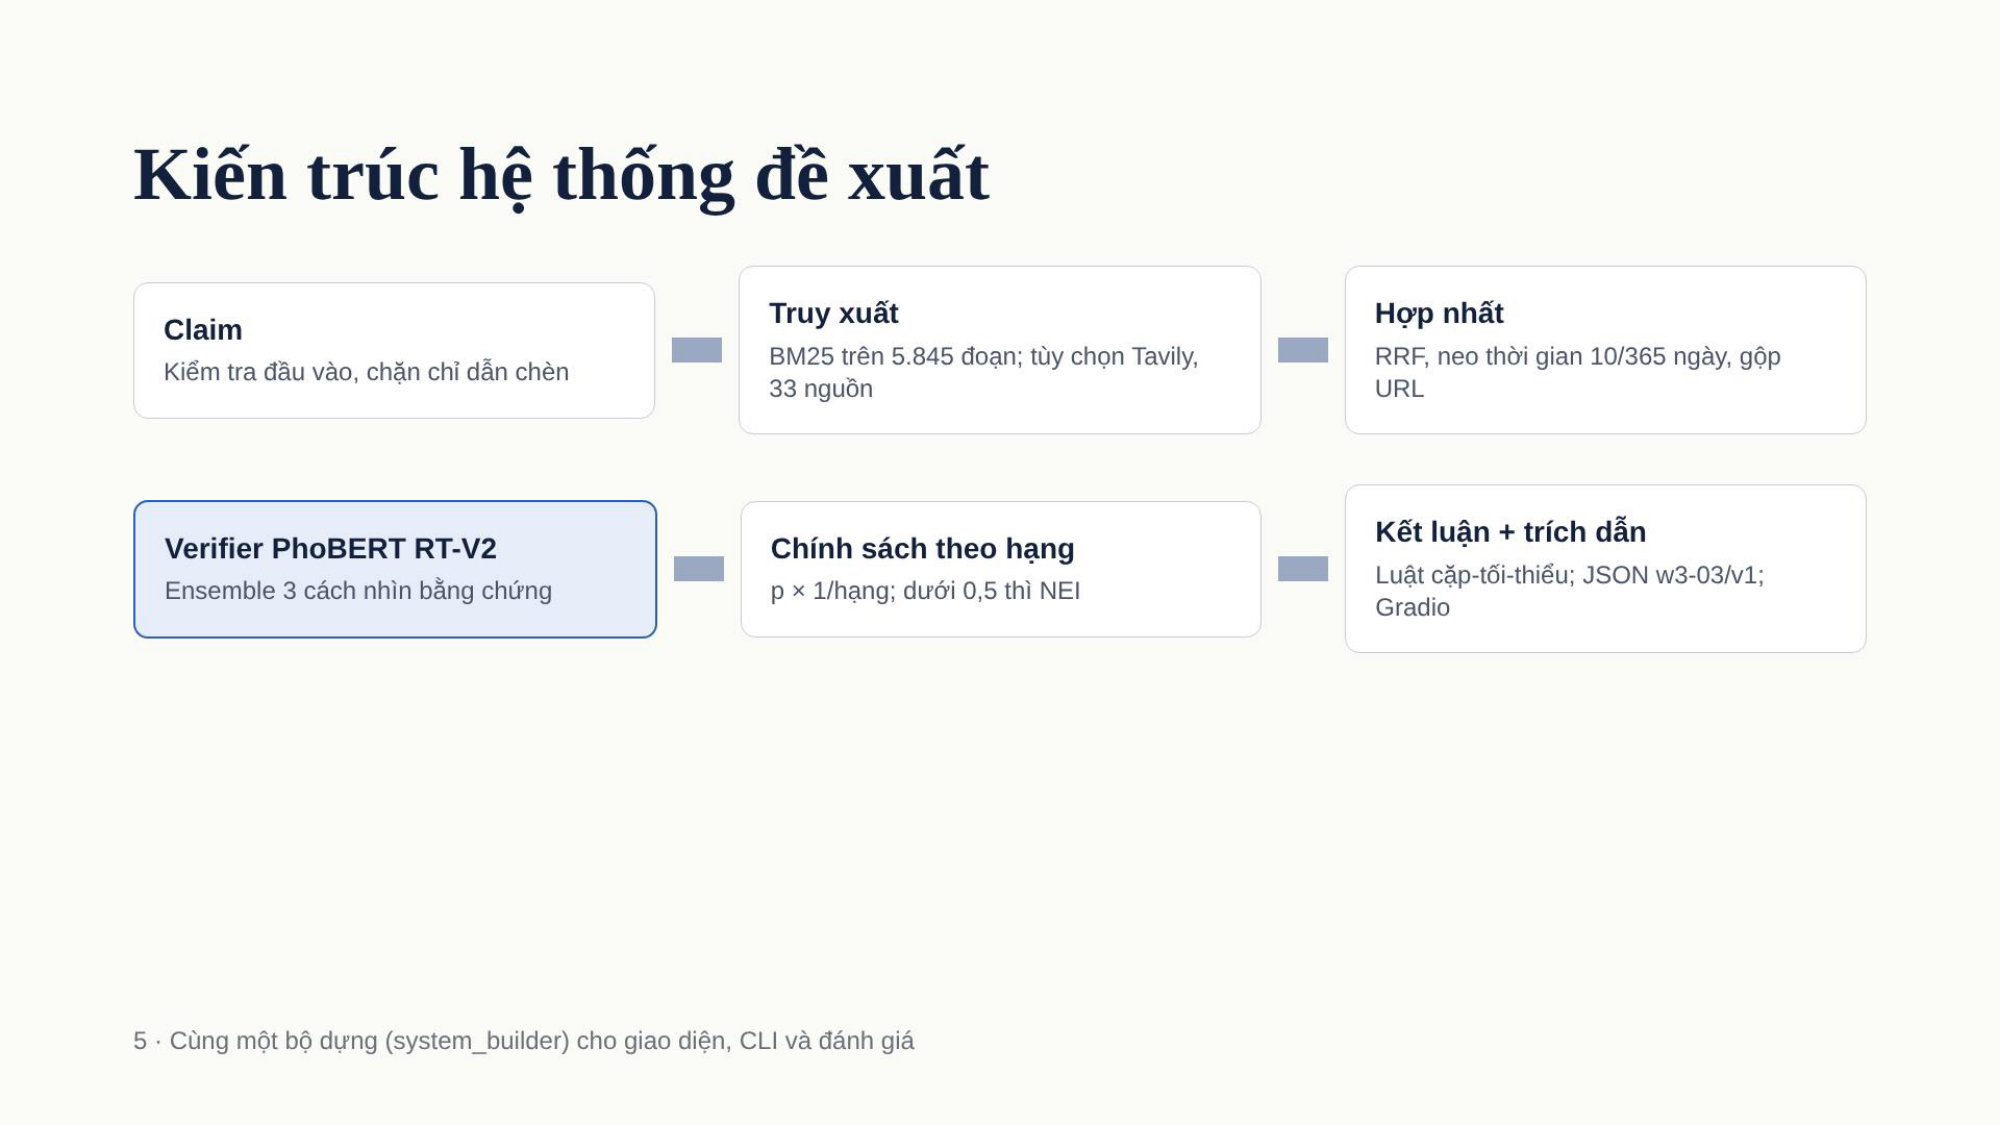 Kiến trúc hệ thống đề xuất
Claim
Kiểm tra đầu vào, chặn chỉ dẫn chèn
Truy xuất
BM25 trên 5.845 đoạn; tùy chọn Tavily,
33 nguồn
Hợp nhất
RRF, neo thời gian 10/365 ngày, gộp
URL
Verifier PhoBERT RT-V2
Ensemble 3 cách nhìn bằng chứng
Chính sách theo hạng
p × 1/hạng; dưới 0,5 thì NEI
Kết luận + trích dẫn
Luật cặp-tối-thiểu; JSON w3-03/v1;
Gradio
5 · Cùng một bộ dựng (system_builder) cho giao diện, CLI và đánh giá